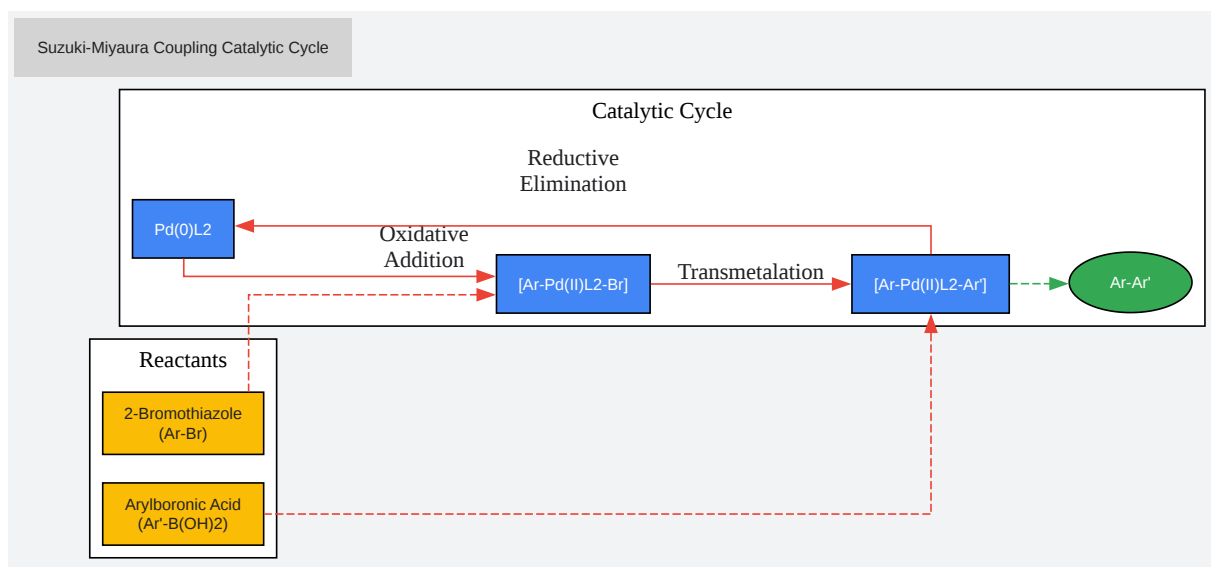 Suzuki-Miyaura Coupling Catalytic Cycle
Catalytic Cycle
Reductive
Elimination
Pd(0)L2
Oxidative
Addition
[Ar-Pd(II)L2-Br]
Transmetalation
[Ar-Pd(II)L2-Ar']
Ar-Ar'
Reactants
2-Bromothiazole
(Ar-Br)
Arylboronic Acid
(Ar'-B(OH)2)